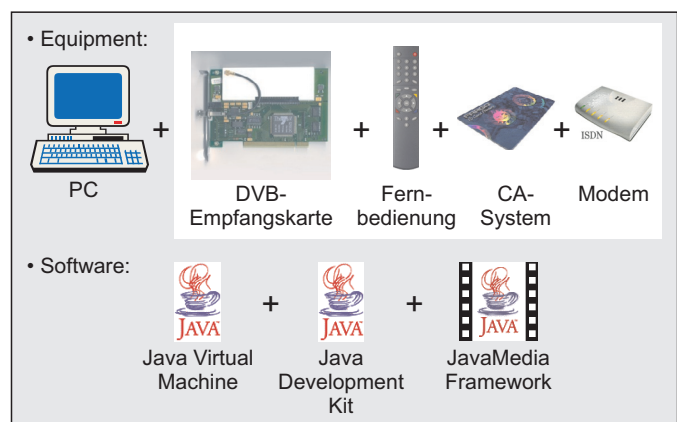 • Equipment:
+ + + + ISDN
PC DVB- Fern- CA- Modem
Empfangskarte bedienung System
• Software:
JAVA + JAVA + JAVA
Java Virtual Java JavaMedia
Machine Development Framework
Kit